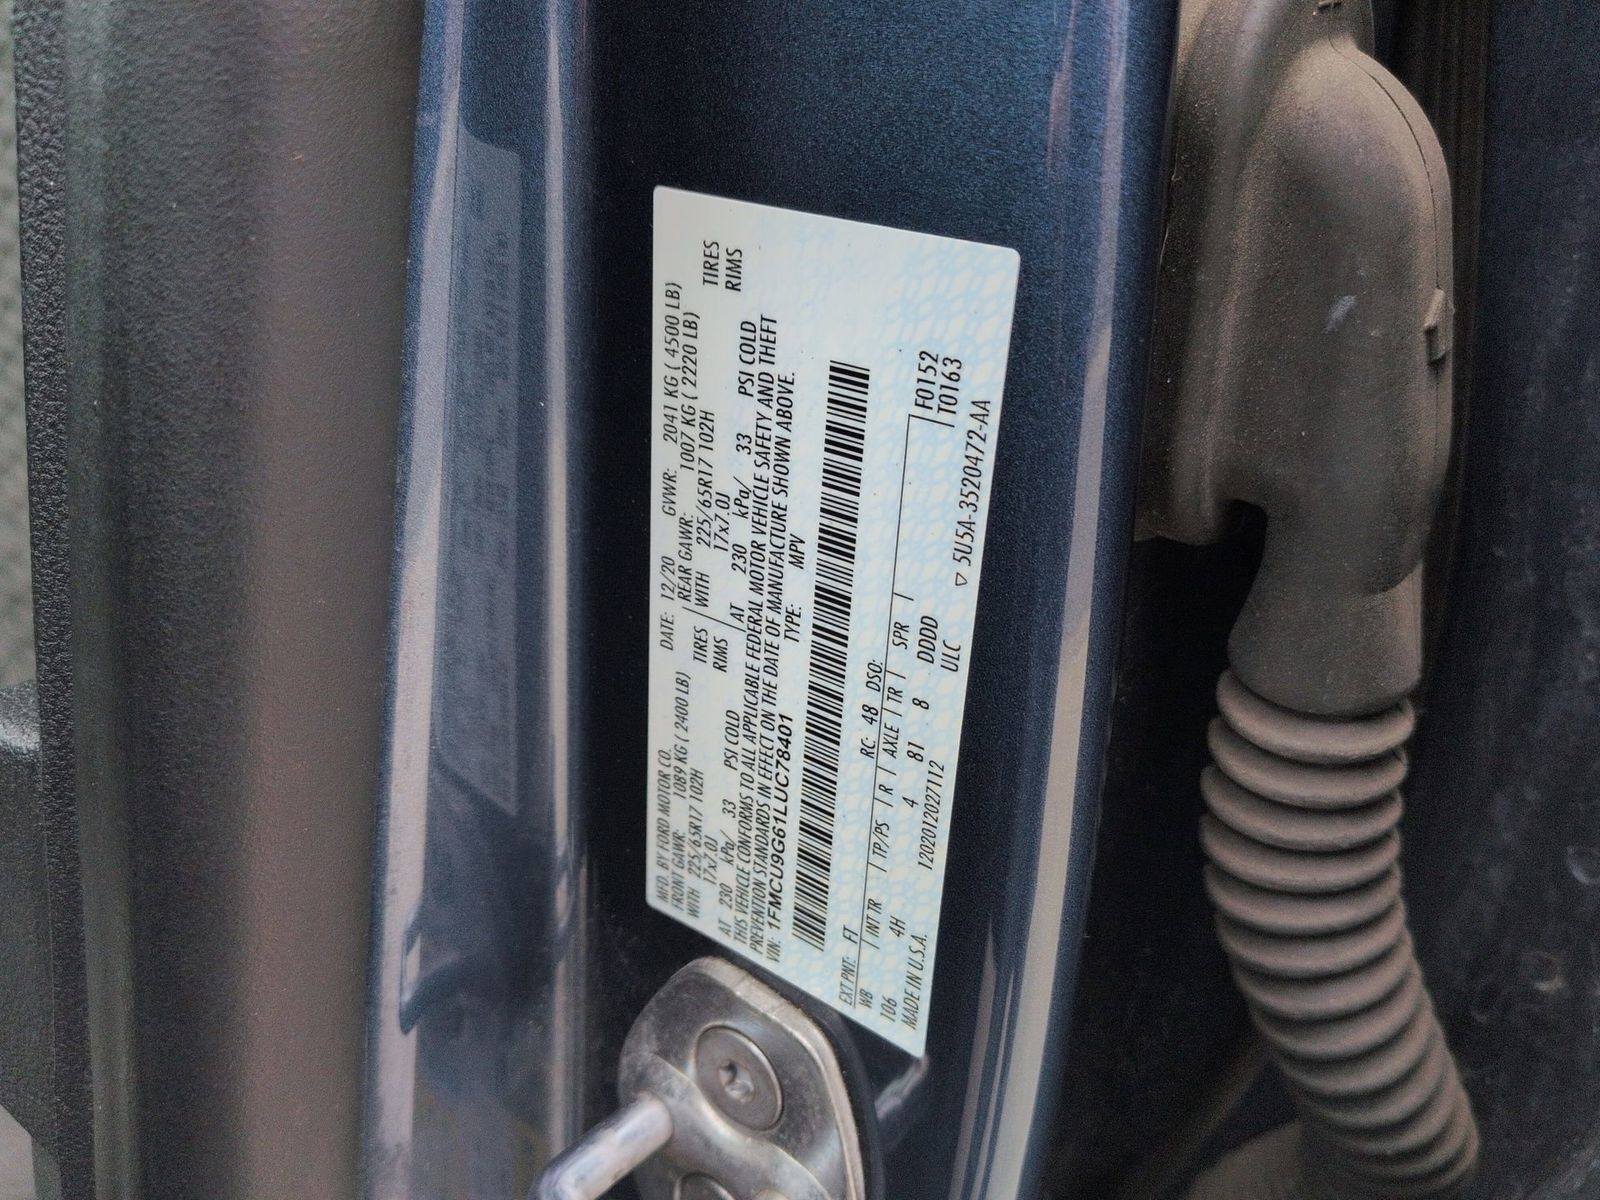 MFD. BY FORD MOTOR CO.
DATE: 12/20 GVWR: 2041 KG ( 4500 LB)
FRONT GAWR: 1089 KG ( 2400 LB) REAR GAWR: 1007 KG ( 2220 LB)
WITH 225/65R17 102H TIRES WITH 225/65R17 102H TIRES
17x7.0J RIMS 17x7.0J RIMS
AT 230 kPa/ 33 PSI COLD AT 230 kPa/ 33 PSI COLD
THIS VEHICLE CONFORMS TO ALL APPLICABLE FEDERAL MOTOR VEHICLE SAFETY AND THEFT
PREVENTION STANDARDS IN EFFECT ON THE DATE OF MANUFACTURE SHOWN ABOVE.
VIN: 1FMCU9G61LUC78401 TYPE: MPV
EXT PNT: FT RC: 48 DSO: F0152
WB | INT TR | TP/PS | R | AXLE | TR | SPR | T0163
106 4H 4 81 8 DDDD
MADE IN U.S.A. 1202012027112 ULC ▽ 5U5A-3520472-AA